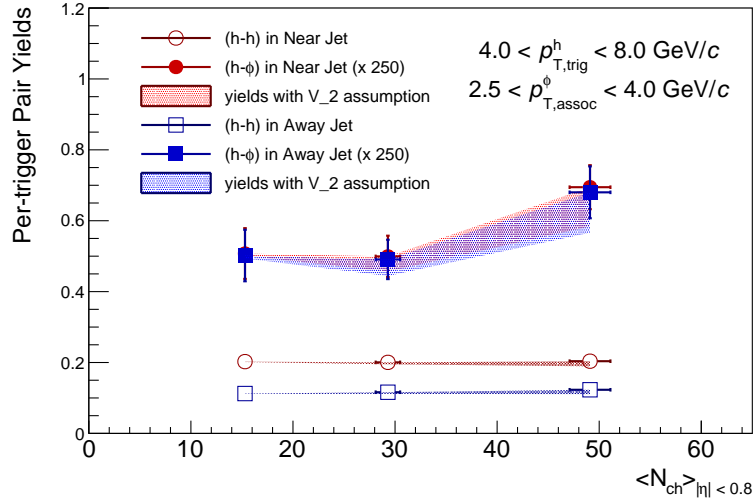 Per-trigger Pair Yields
1.2
1
0.8
0.6
0.4
0.2
0
(h-h) in Near Jet
(h-ϕ) in Near Jet (x 250)
yields with V_2 assumption
(h-h) in Away Jet
(h-ϕ) in Away Jet (x 250)
yields with V_2 assumption
4.0 < p^h_T,trig < 8.0 GeV/c
2.5 < p^ϕ_T,assoc < 4.0 GeV/c
0 10 20 30 40 50 60
<N_ch>_|η| < 0.8